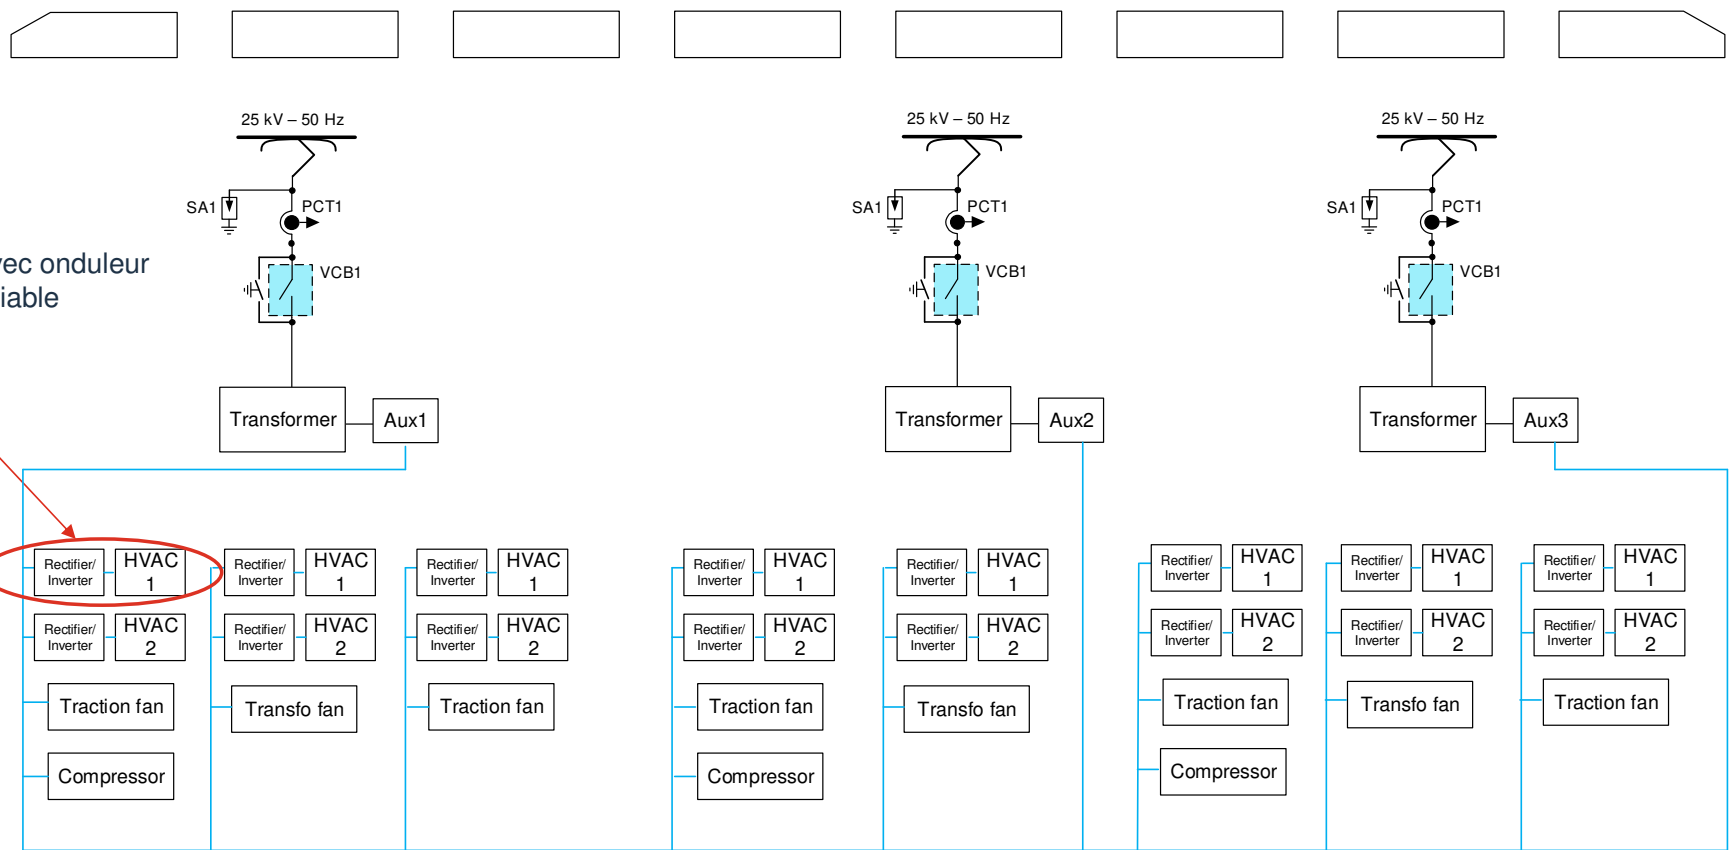 25 kV – 50 Hz
25 kV – 50 Hz
25 kV – 50 Hz
SA1
PCT1
SA1
PCT1
SA1
PCT1
onduleur
VCB1
VCB1
VCB1
Transformer
Aux1
Transformer
Aux2
Transformer
Aux3
Rectifier/
Inverter
HVAC
1
Rectifier/
Inverter
HVAC
1
Rectifier/
Inverter
HVAC
1
Rectifier/
Inverter
HVAC
1
Rectifier/
Inverter
HVAC
1
Rectifier/
Inverter
HVAC
1
Rectifier/
Inverter
HVAC
1
Rectifier/
Inverter
HVAC
1
Rectifier/
Inverter
HVAC
2
Rectifier/
Inverter
HVAC
2
Rectifier/
Inverter
HVAC
2
Rectifier/
Inverter
HVAC
2
Rectifier/
Inverter
HVAC
2
Rectifier/
Inverter
HVAC
2
Rectifier/
Inverter
HVAC
2
Rectifier/
Inverter
HVAC
2
Traction fan
Transfo fan
Traction fan
Traction fan
Transfo fan
Traction fan
Transfo fan
Traction fan
Compressor
Compressor
Compressor